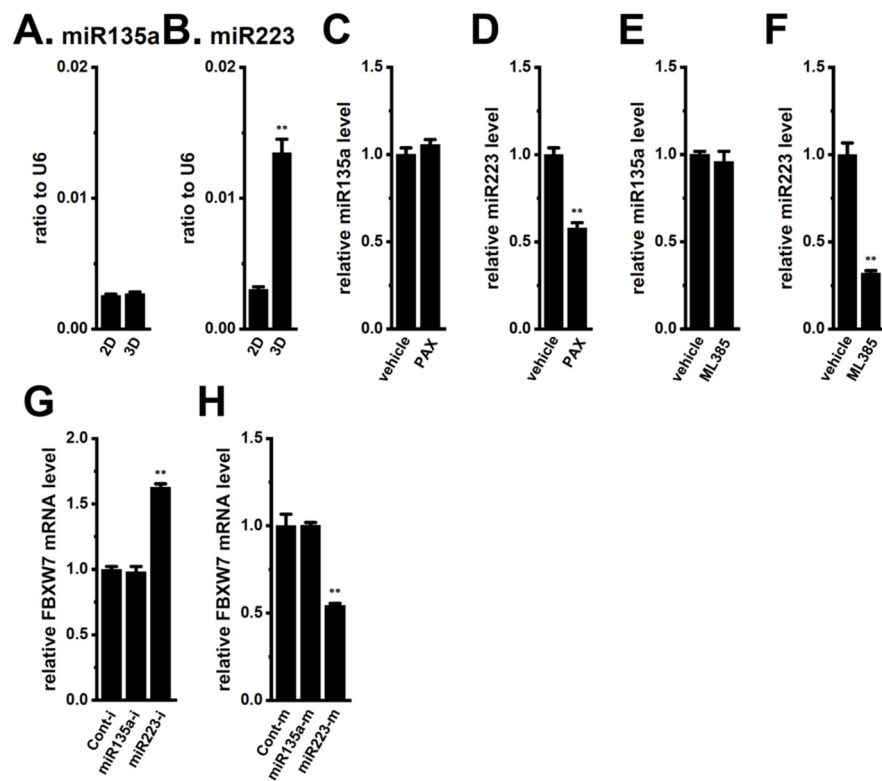 A. miR135a
0.02
0.01
0.00
ratio to U6
2D
3D
B. miR223
0.02
0.01
0.00
ratio to U6
**
2D
3D
C
1.5
1.0
0.5
0.0
relative miR135a level
vehicle
PAX
D
1.5
1.0
0.5
0.0
relative miR223 level
**
vehicle
PAX
E
1.5
1.0
0.5
0.0
relative miR135a level
vehicle
ML385
F
1.5
1.0
0.5
0.0
relative miR223 level
**
vehicle
ML385
G
2.0
1.5
1.0
0.5
0.0
relative FBXW7 mRNA level
**
Cont-i
miR135a-i
miR223-i
H
1.5
1.0
0.5
0.0
relative FBXW7 mRNA level
**
Cont-m
miR135a-m
miR223-m